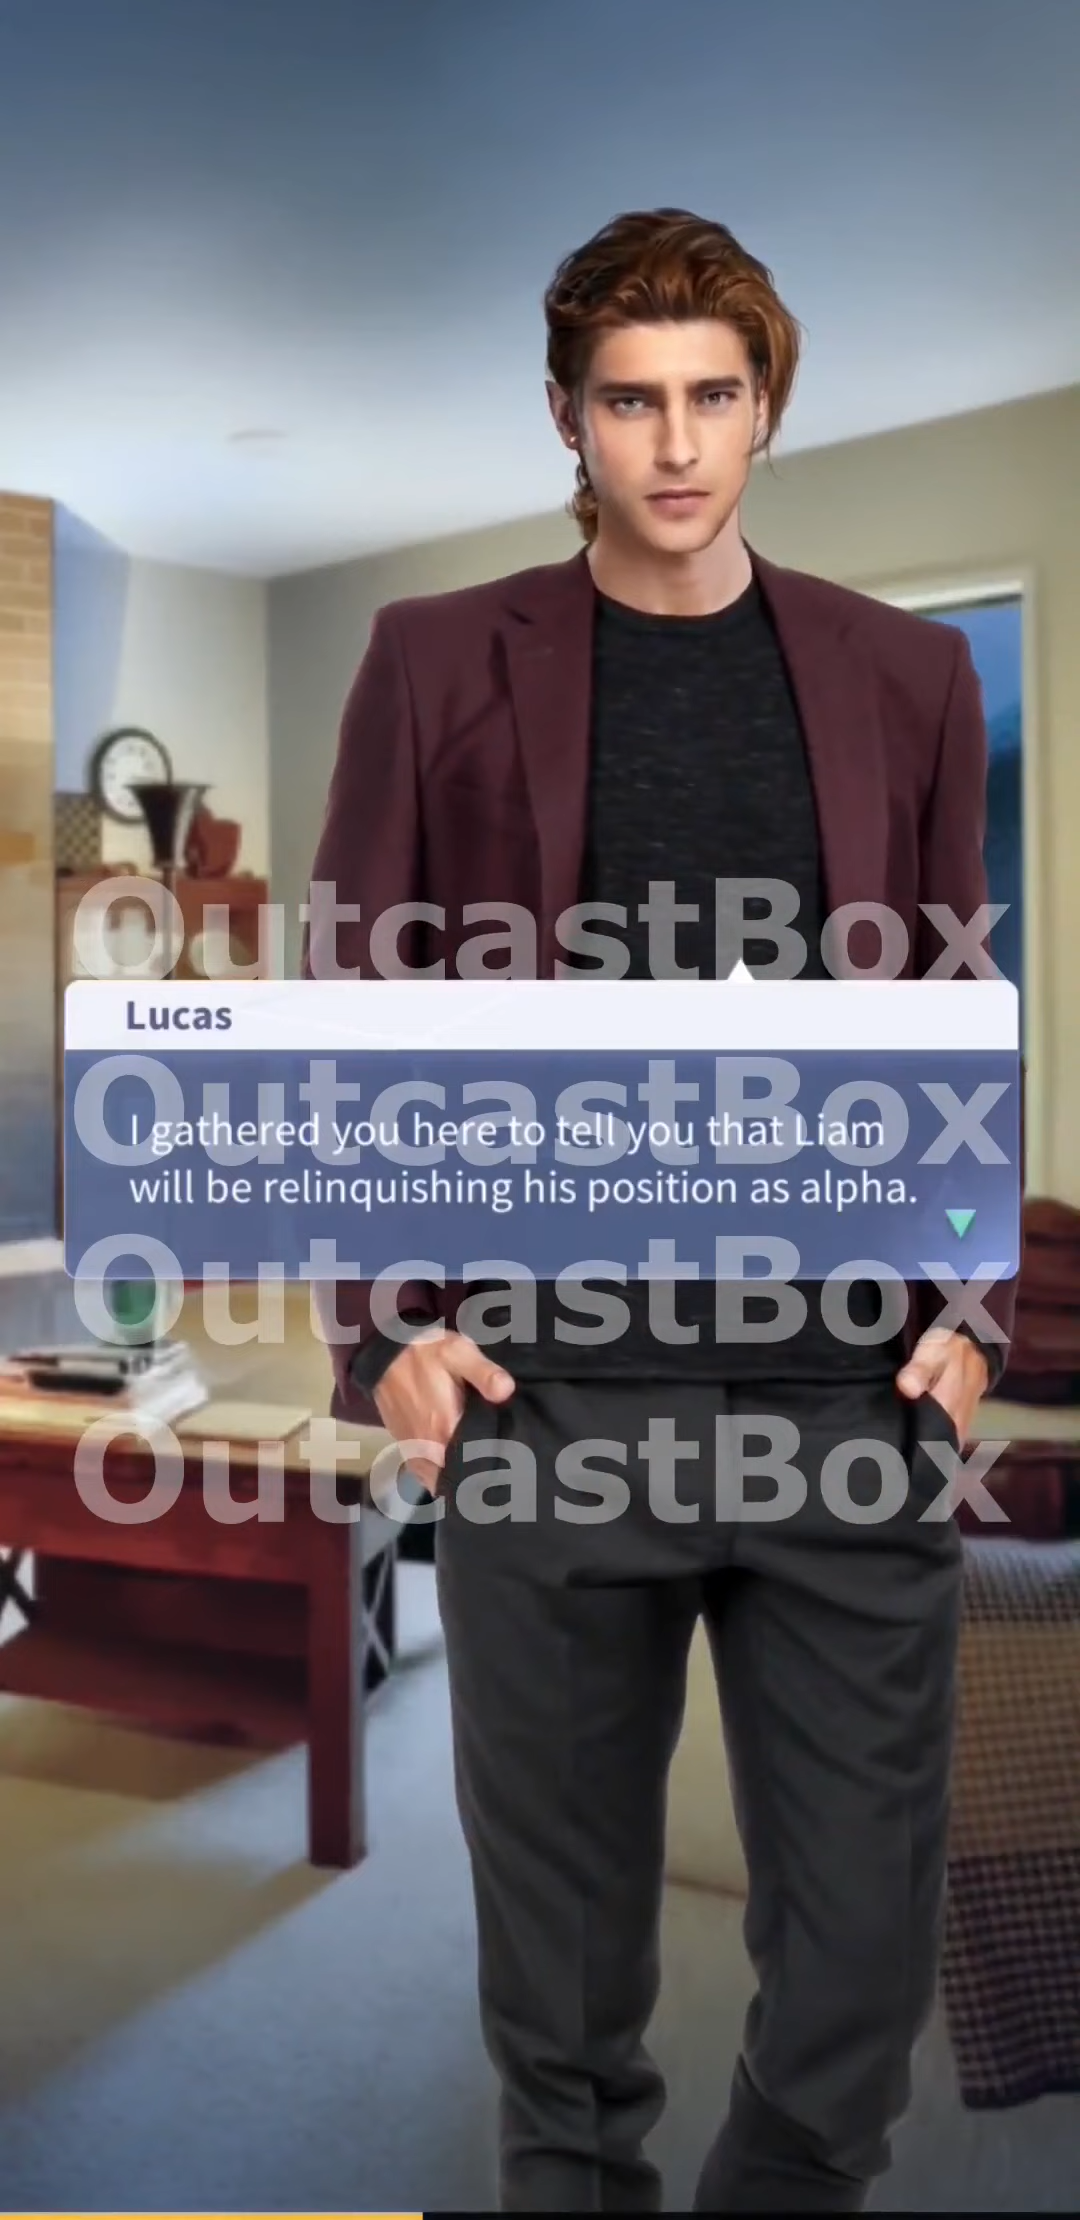 OutcastBox
Lucas
OutcastBox
I gathered you here to tell you that Liam
will be relinquishing his position as alpha.
OutcastBox
OutcastBox